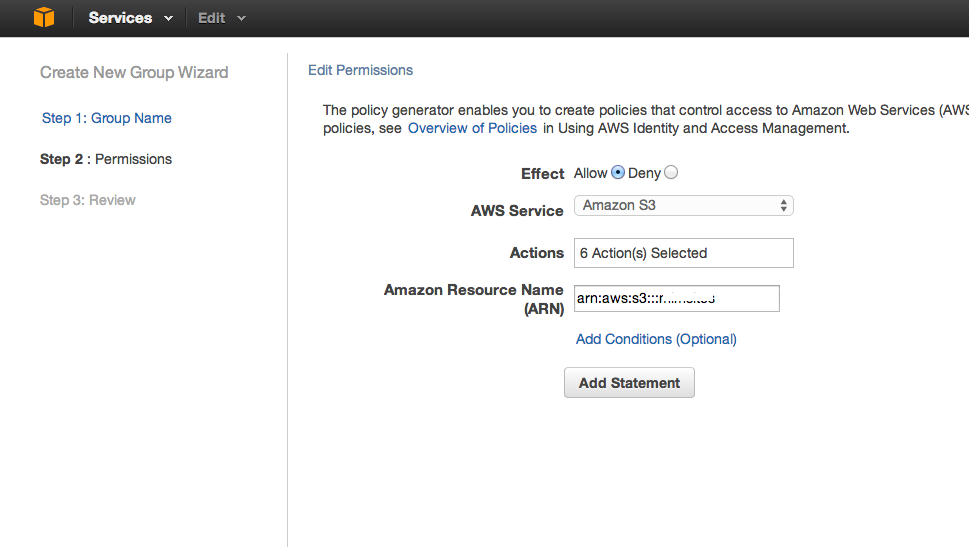 Services Edit
Create New Group Wizard
Step 1: Group Name
Step 2 : Permissions
Step 3: Review
Edit Permissions
The policy generator enables you to create policies that control access to Amazon Web Services (AWS
policies, see Overview of Policies in Using AWS Identity and Access Management.
Effect Allow Deny
AWS Service Amazon S3
Actions 6 Action(s) Selected
Amazon Resource Name
(ARN) arn:aws:s3:::
Add Conditions (Optional)
Add Statement